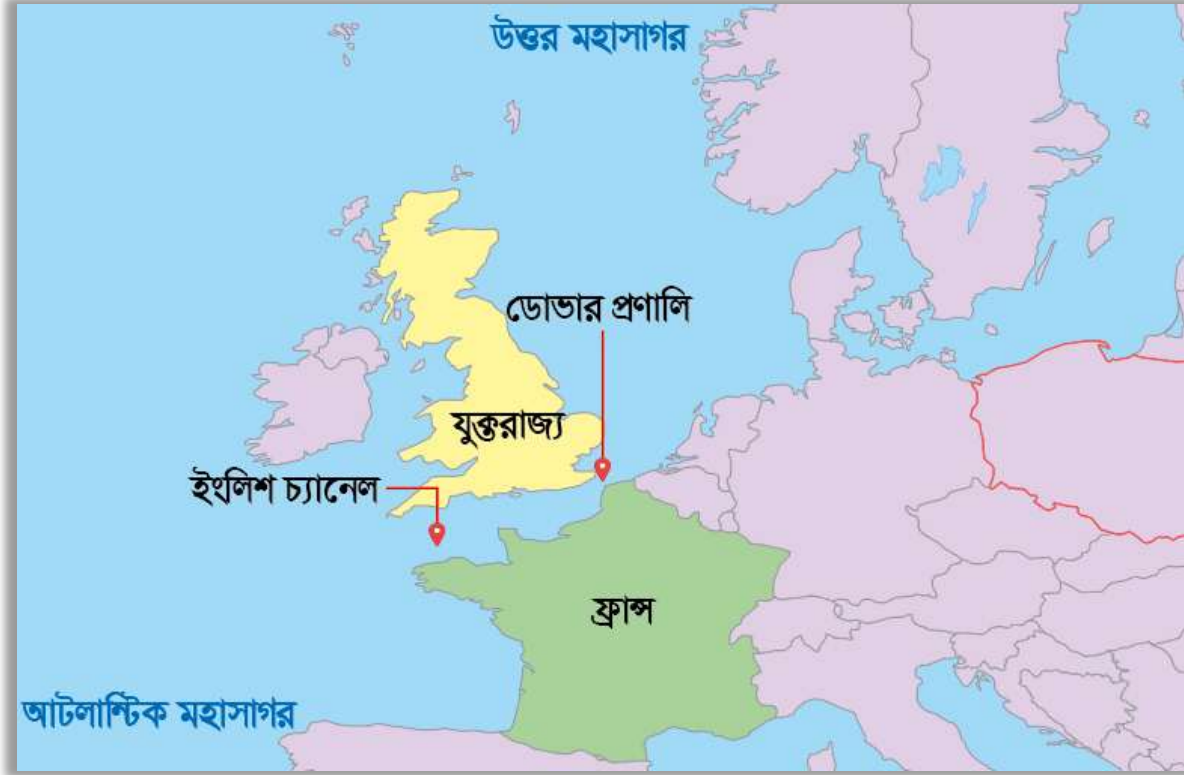 উত্তর মহাসাগর
ডোভার প্রণালি
যুক্তরাজ্য
ইংলিশ চ্যানেল
ফ্রান্স
আটলান্টিক মহাসাগর